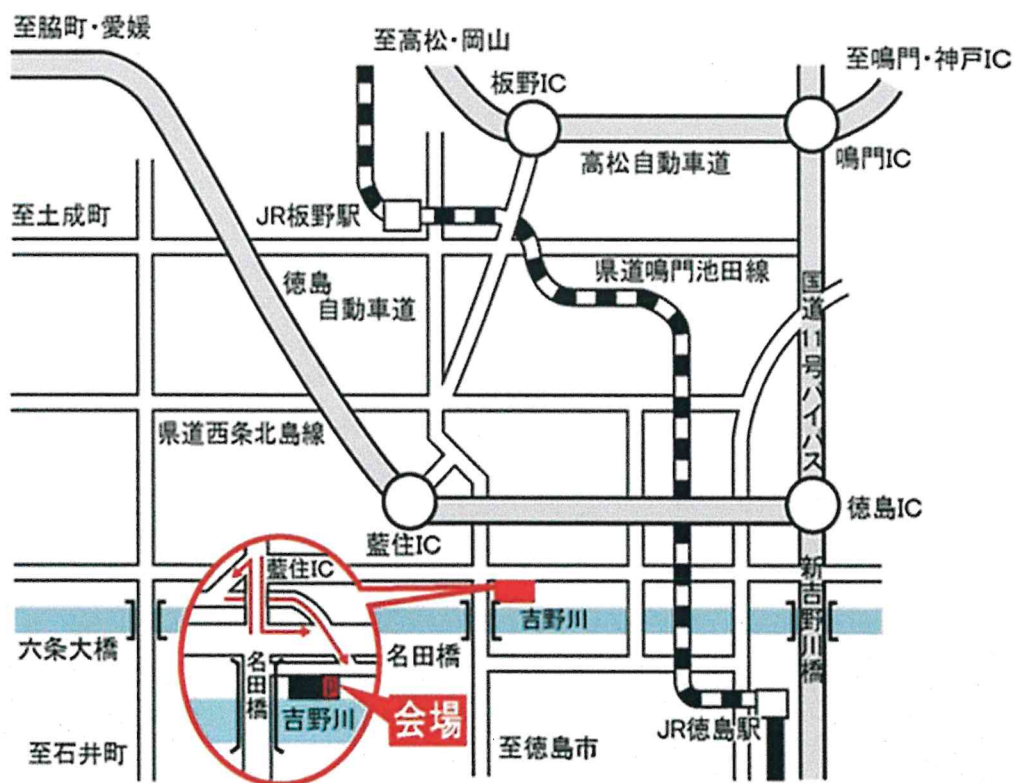 至脇町・愛媛
至高松・岡山
至鳴門・神戸IC
板野IC
高松自動車道
鳴門IC
至土成町
JR板野駅
県道鳴門池田線
徳島
自動車道
国道11号バイパス
県道西条北島線
徳島IC
藍住IC
藍住IC
新吉野川橋
吉野川
六条大橋
名田橋
名田橋
吉野川
会場
至石井町
至徳島市
JR徳島駅